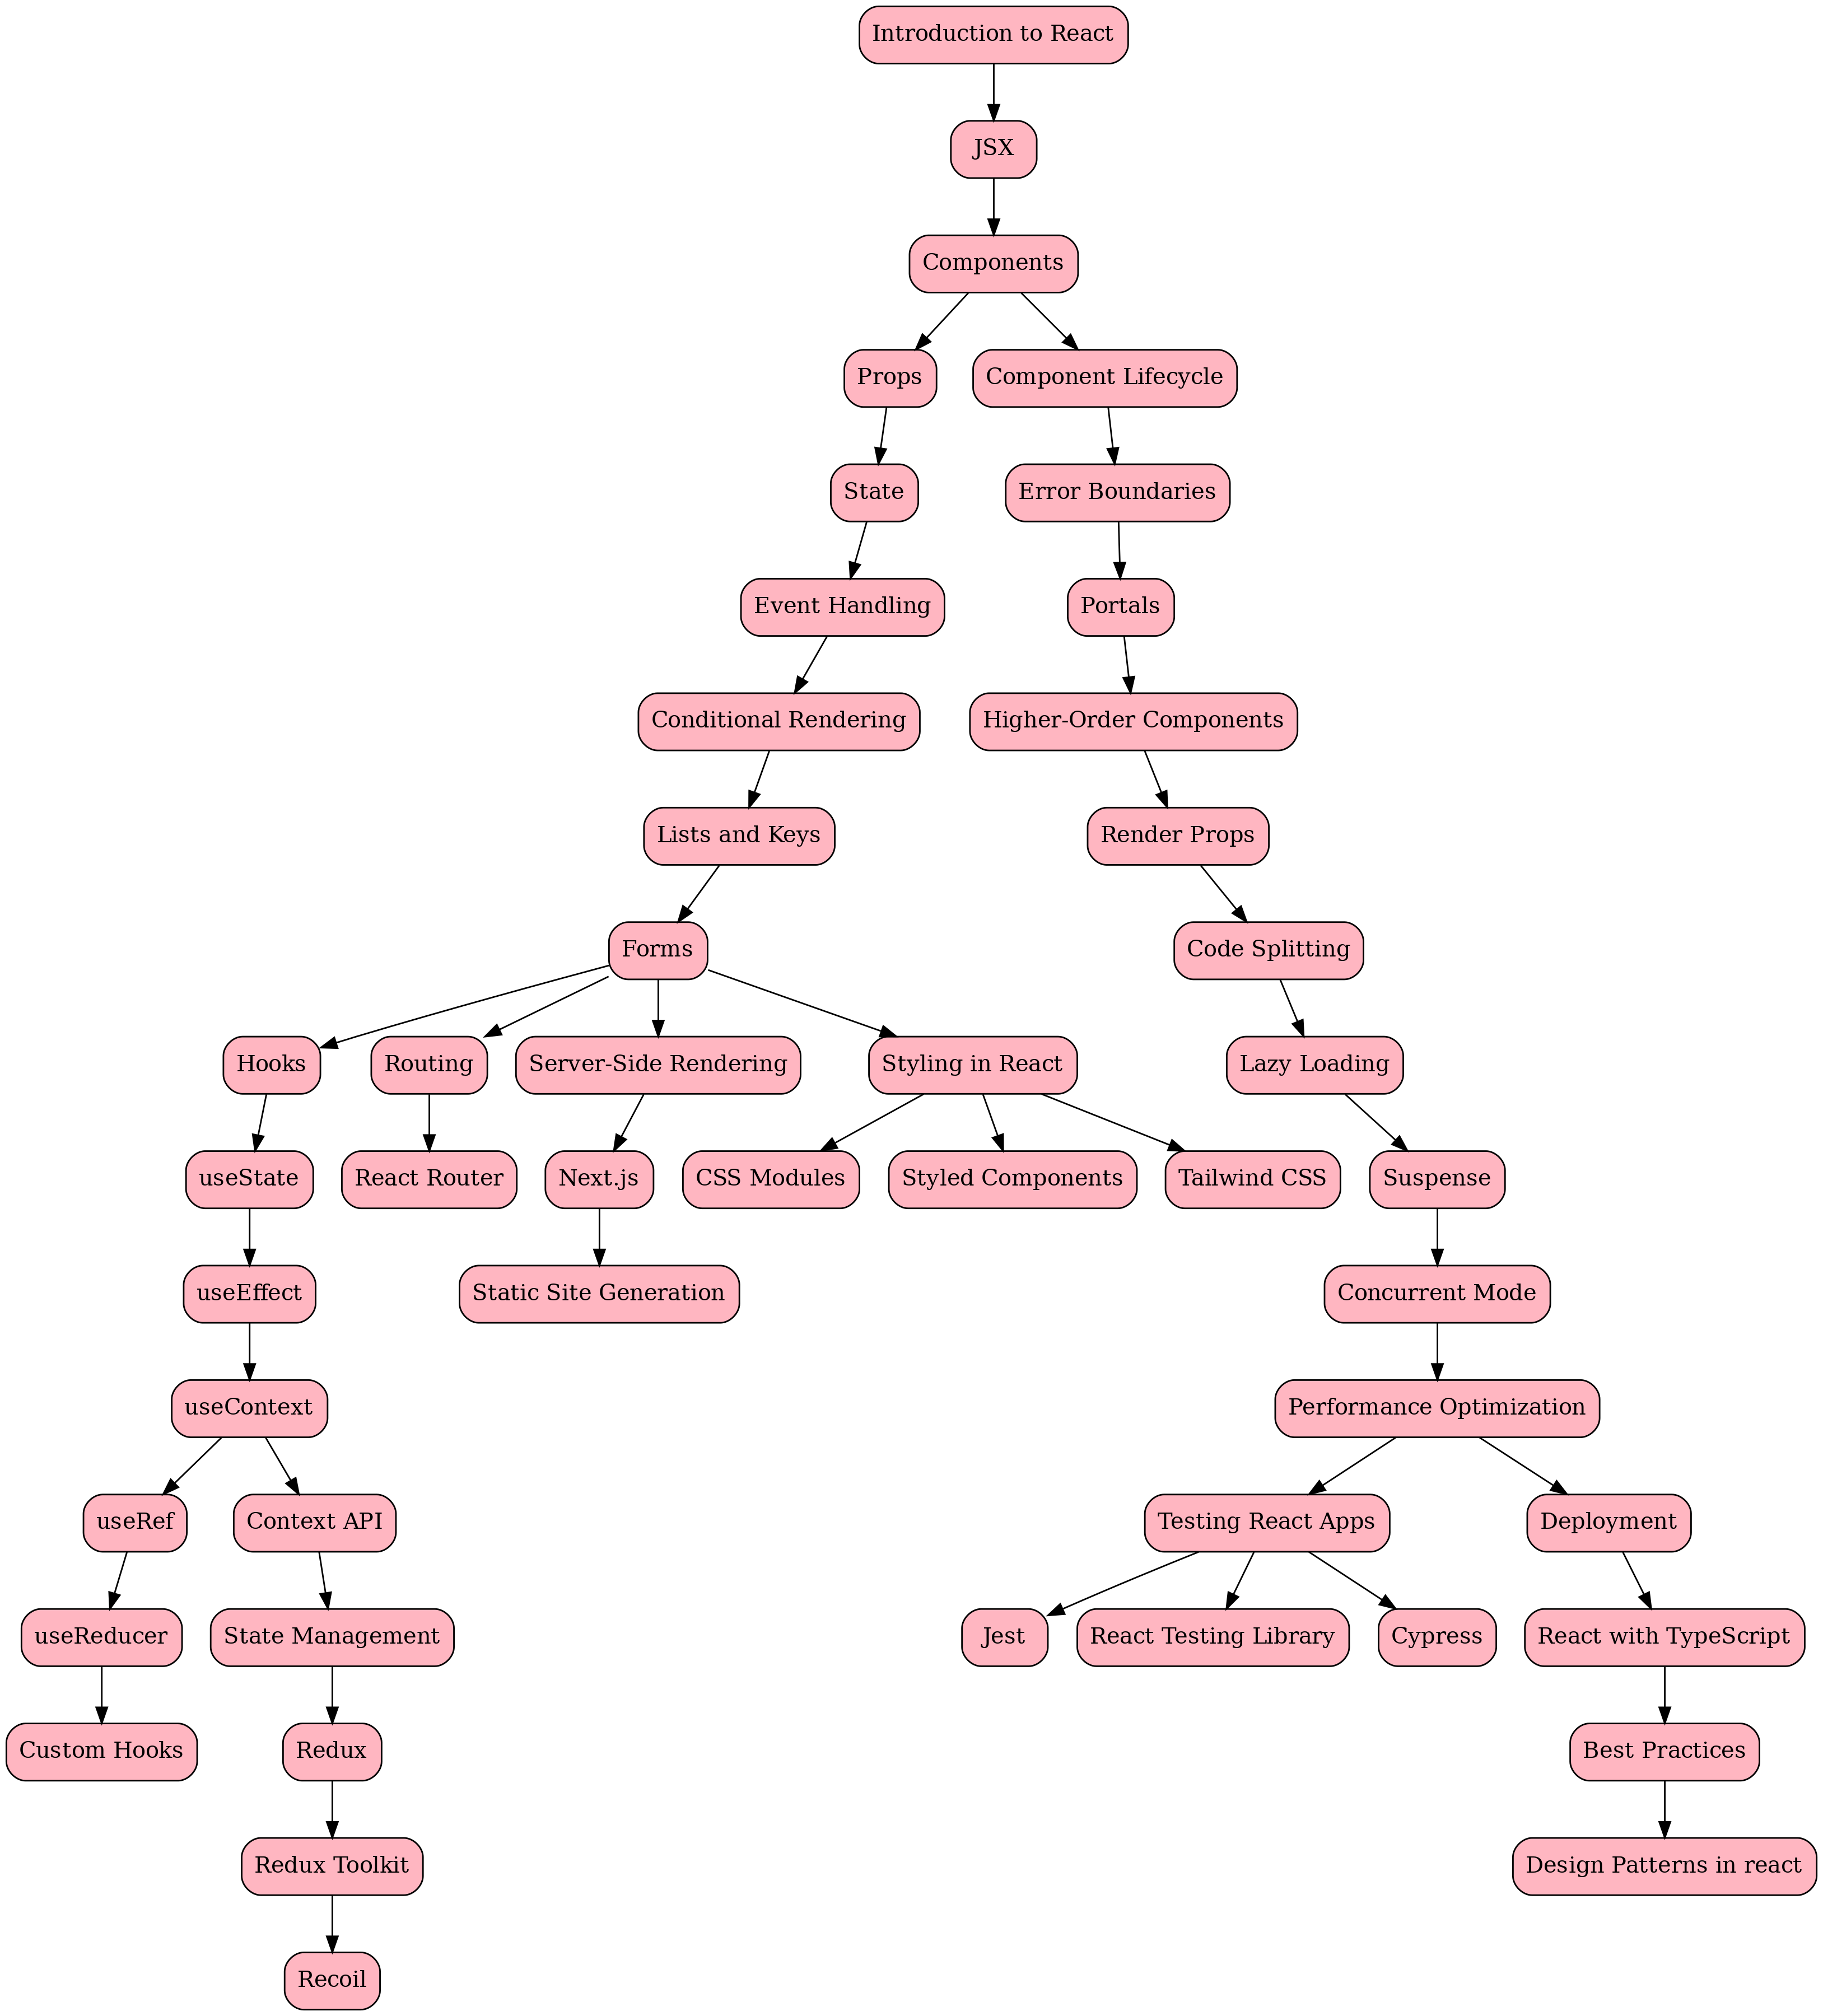 Introduction to React
JSX
Components
Props
Component Lifecycle
State
Error Boundaries
Event Handling
Portals
Conditional Rendering
Higher-Order Components
Lists and Keys
Render Props
Forms
Code Splitting
Hooks
Routing
Server-Side Rendering
Styling in React
Lazy Loading
useState
React Router
Next.js
CSS Modules
Styled Components
Tailwind CSS
Suspense
useEffect
Static Site Generation
Concurrent Mode
useContext
Performance Optimization
useRef
Context API
Testing React Apps
Deployment
useReducer
State Management
Jest
React Testing Library
Cypress
React with TypeScript
Custom Hooks
Redux
Best Practices
Redux Toolkit
Design Patterns in react
Recoil